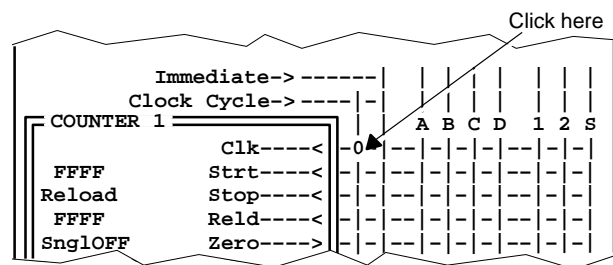 Click here
Immediate-> ------|  |  |  |  |   |  |  |
Clock Cycle-> ----|-|  |  |  |  |   |  |  |
COUNTER 1  |  A  B  C  D   1  2  S
Clk----< -0-|--|--|--|--|---|--|--|
FFFF Strt----< -|-|--|--|--|--|---|--|--|
Reload Stop----< -|-|--|--|--|--|---|--|--|
FFFF Reld----< -|-|--|--|--|--|---|--|--|
SnglOFF Zero----> -|-|--|--|--|--|---|--|--|